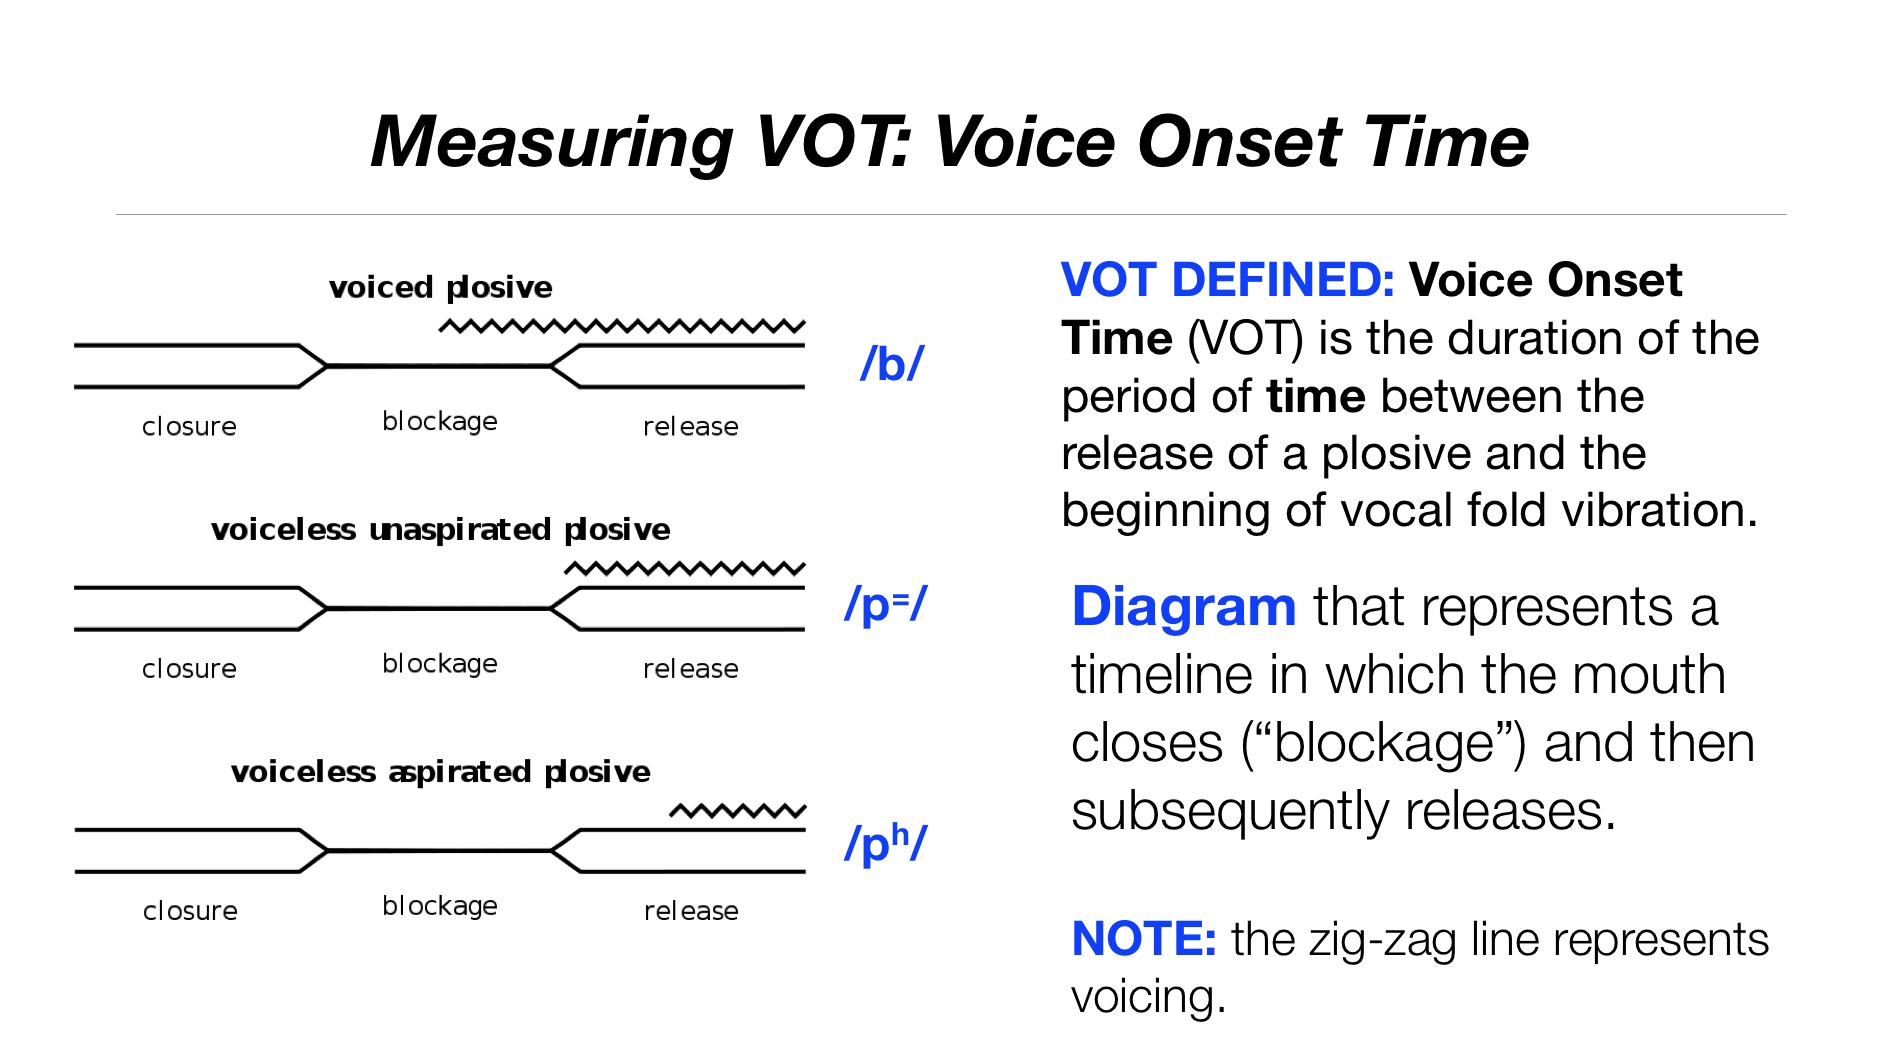 Measuring VOT: Voice Onset Time
voiced plosive
/b/
closure
blockage
release
voiceless unaspirated plosive
/p⁼/
closure
blockage
release
voiceless aspirated plosive
/pʰ/
closure
blockage
release
VOT DEFINED: Voice Onset
Time (VOT) is the duration of the
period of time between the
release of a plosive and the
beginning of vocal fold vibration.
Diagram that represents a
timeline in which the mouth
closes (“blockage”) and then
subsequently releases.
NOTE: the zig-zag line represents
voicing.